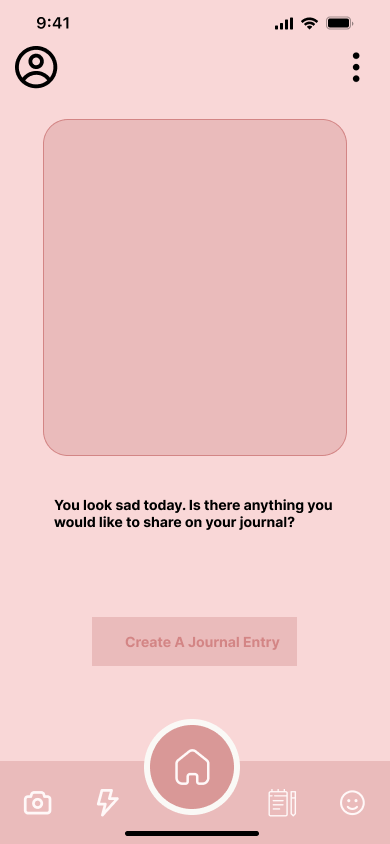 9:41
You look sad today. Is there anything you
would like to share on your journal?
Create A Journal Entry